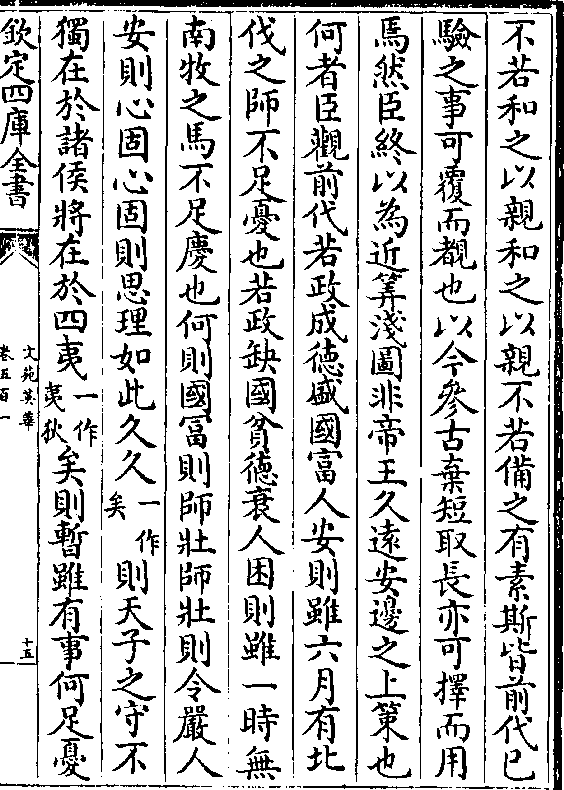 不若和之以親和之以親不若備之有素斯皆前代已
驗之事可覆而覩也以今參古棄短取長亦可擇而用
焉然臣終以為近筭淺圖非帝王久遠安邊之上策也
何者臣觀前代若政成德盛國富人安則雖六月有北
伐之師不足憂也若政缺國貧德衰人困則雖一時無
南牧之馬不足慶也何則國富則師壯師壯則令嚴人
安則心固心固則思理如此久久一作矣則天子之守不
獨在於諸侯將在於四夷一作夷狄矣則暫雖有事何足憂
欽定四庫全書
文苑英華
卷五百一
十五